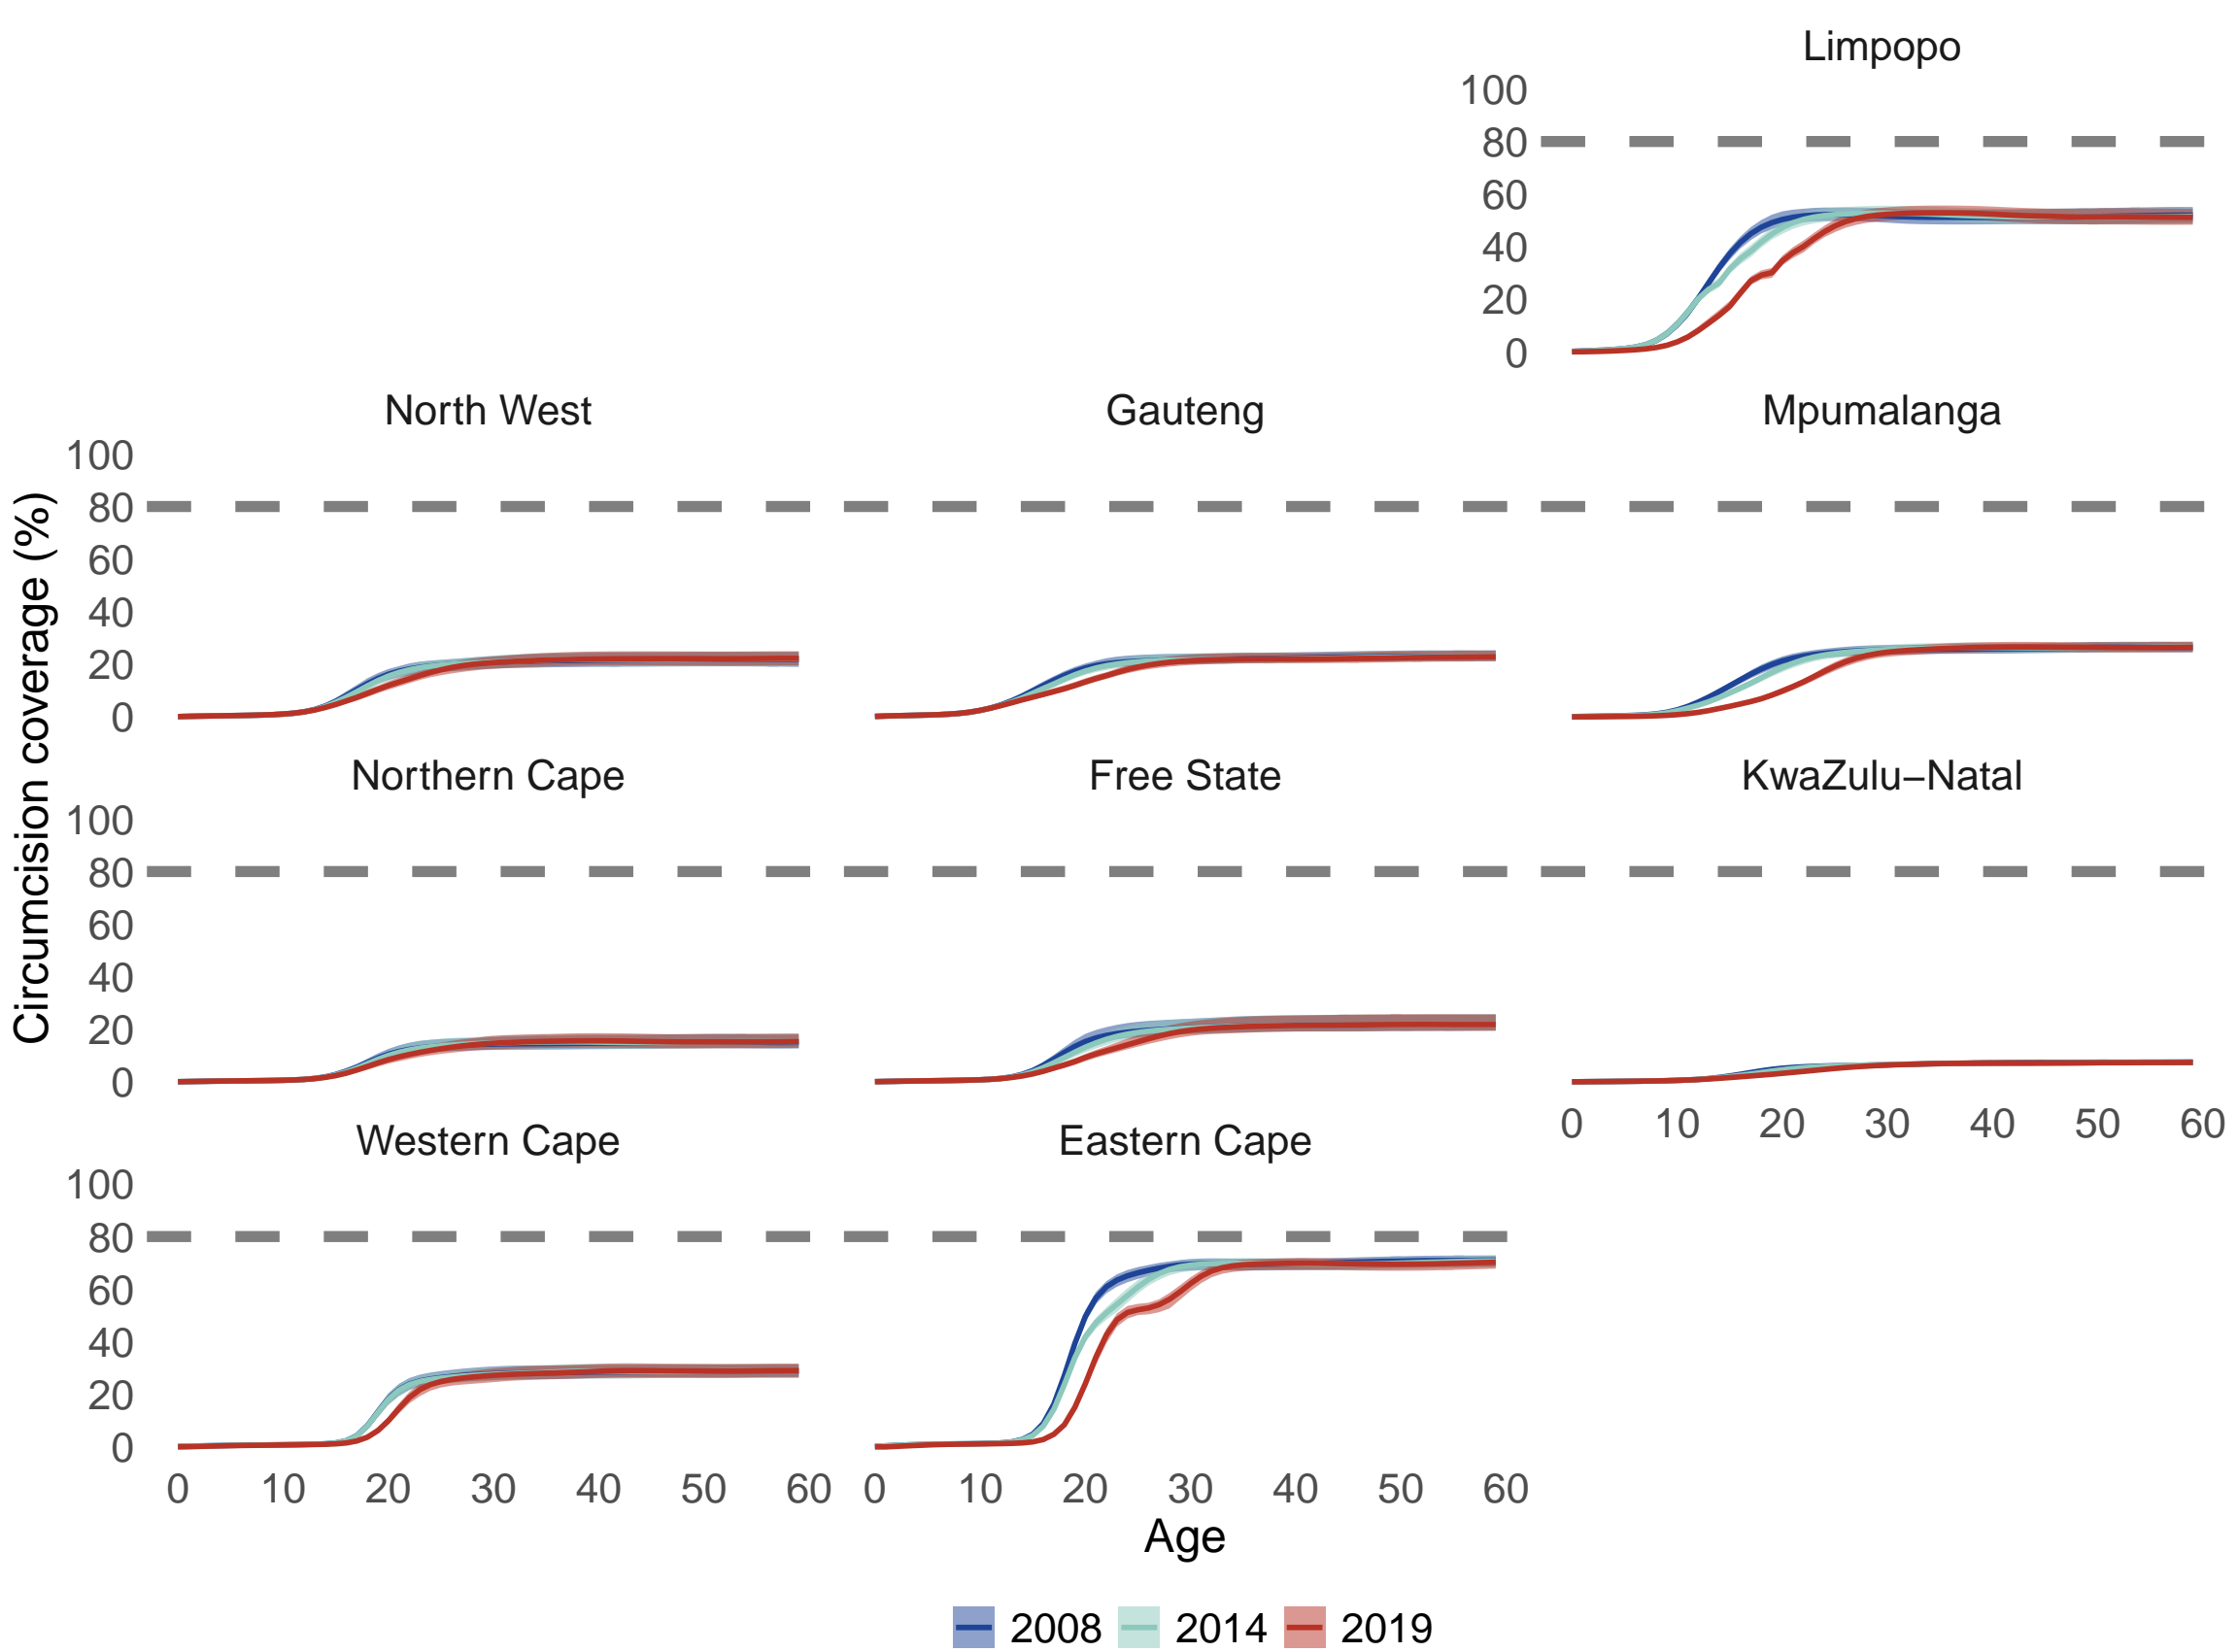 Limpopo
100
80
60
40
20
0
North West
Gauteng
Mpumalanga
100
80
60
40
20
0
Northern Cape
Free State
KwaZulu–Natal
100
80
60
40
20
0
0 10 20 30 40 50 60
Western Cape
Eastern Cape
100
80
60
40
20
0
0 10 20 30 40 50 60
0 10 20 30 40 50 60
Circumcision coverage (%)
Age
2008 2014 2019